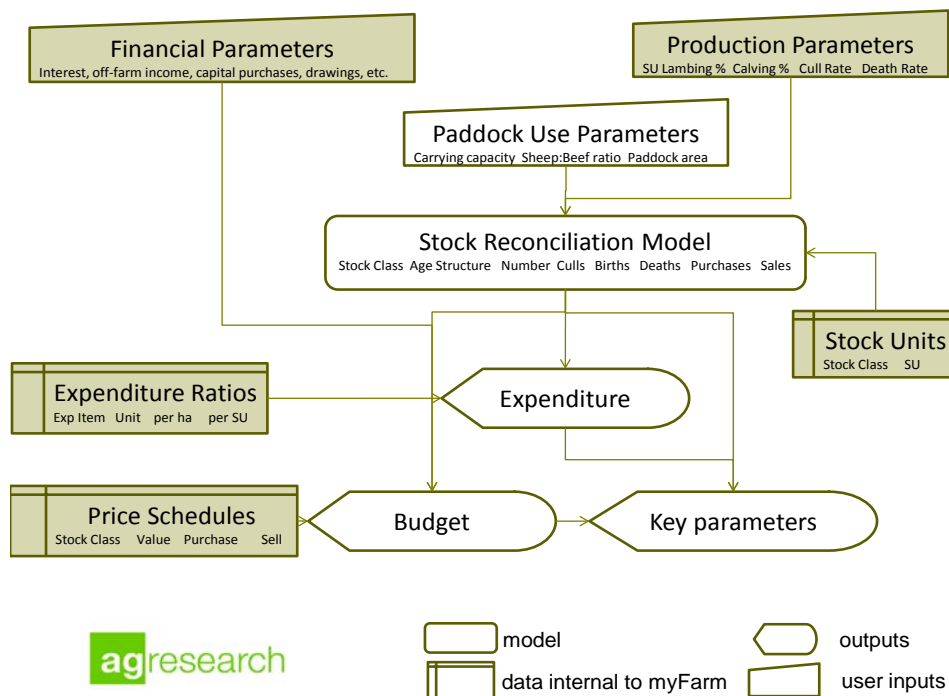 Financial Parameters
Interest, off-farm income, capital purchases, drawings, etc.
Production Parameters
SU Lambing % Calving % Cull Rate Death Rate
Paddock Use Parameters
Carrying capacity Sheep:Beef ratio Paddock area
Stock Reconciliation Model
Stock Class Age Structure Number Culls Births Deaths Purchases Sales
Stock Units
Stock Class SU
Expenditure Ratios
Exp Item Unit per ha per SU
Expenditure
Price Schedules
Stock Class Value Purchase Sell
Budget
Key parameters
agresearch
model
outputs
data internal to myFarm
user inputs